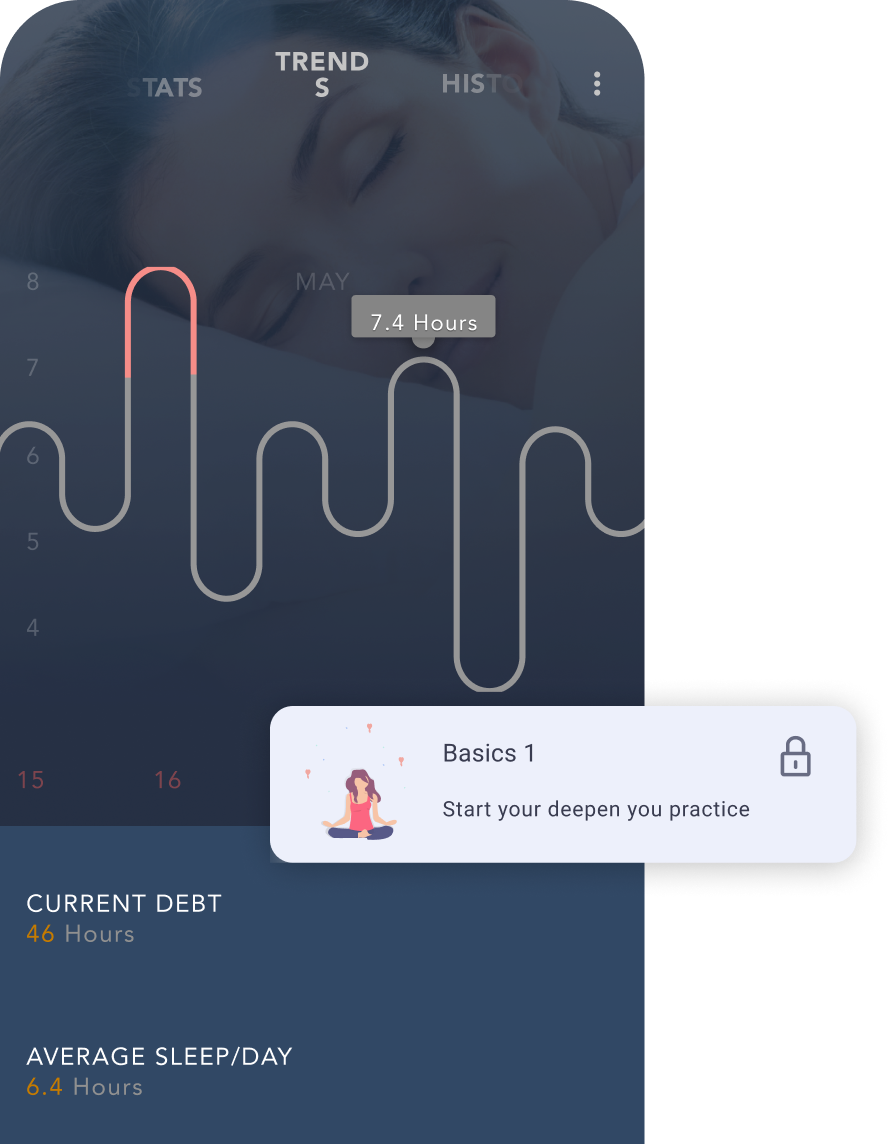 STATS
TREND
S
HISTO
8
MAY
7.4 Hours
7
6
5
4
15
16
Basics 1
Start your deepen you practice
CURRENT DEBT
46 Hours
AVERAGE SLEEP/DAY
6.4 Hours